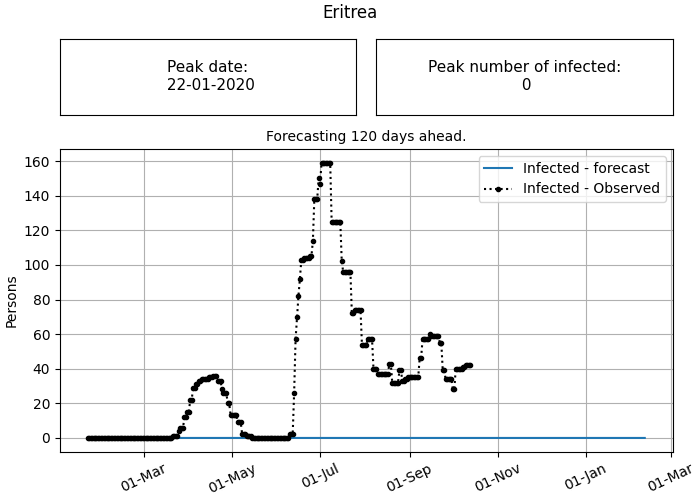 Eritrea
Peak date:
22-01-2020
Peak number of infected:
0
Forecasting 120 days ahead.
Infected - forecast
Infected - Observed
Persons
160
140
120
100
80
60
40
20
0
01-Mar
01-May
01-Jul
01-Sep
01-Nov
01-Jan
01-Mar